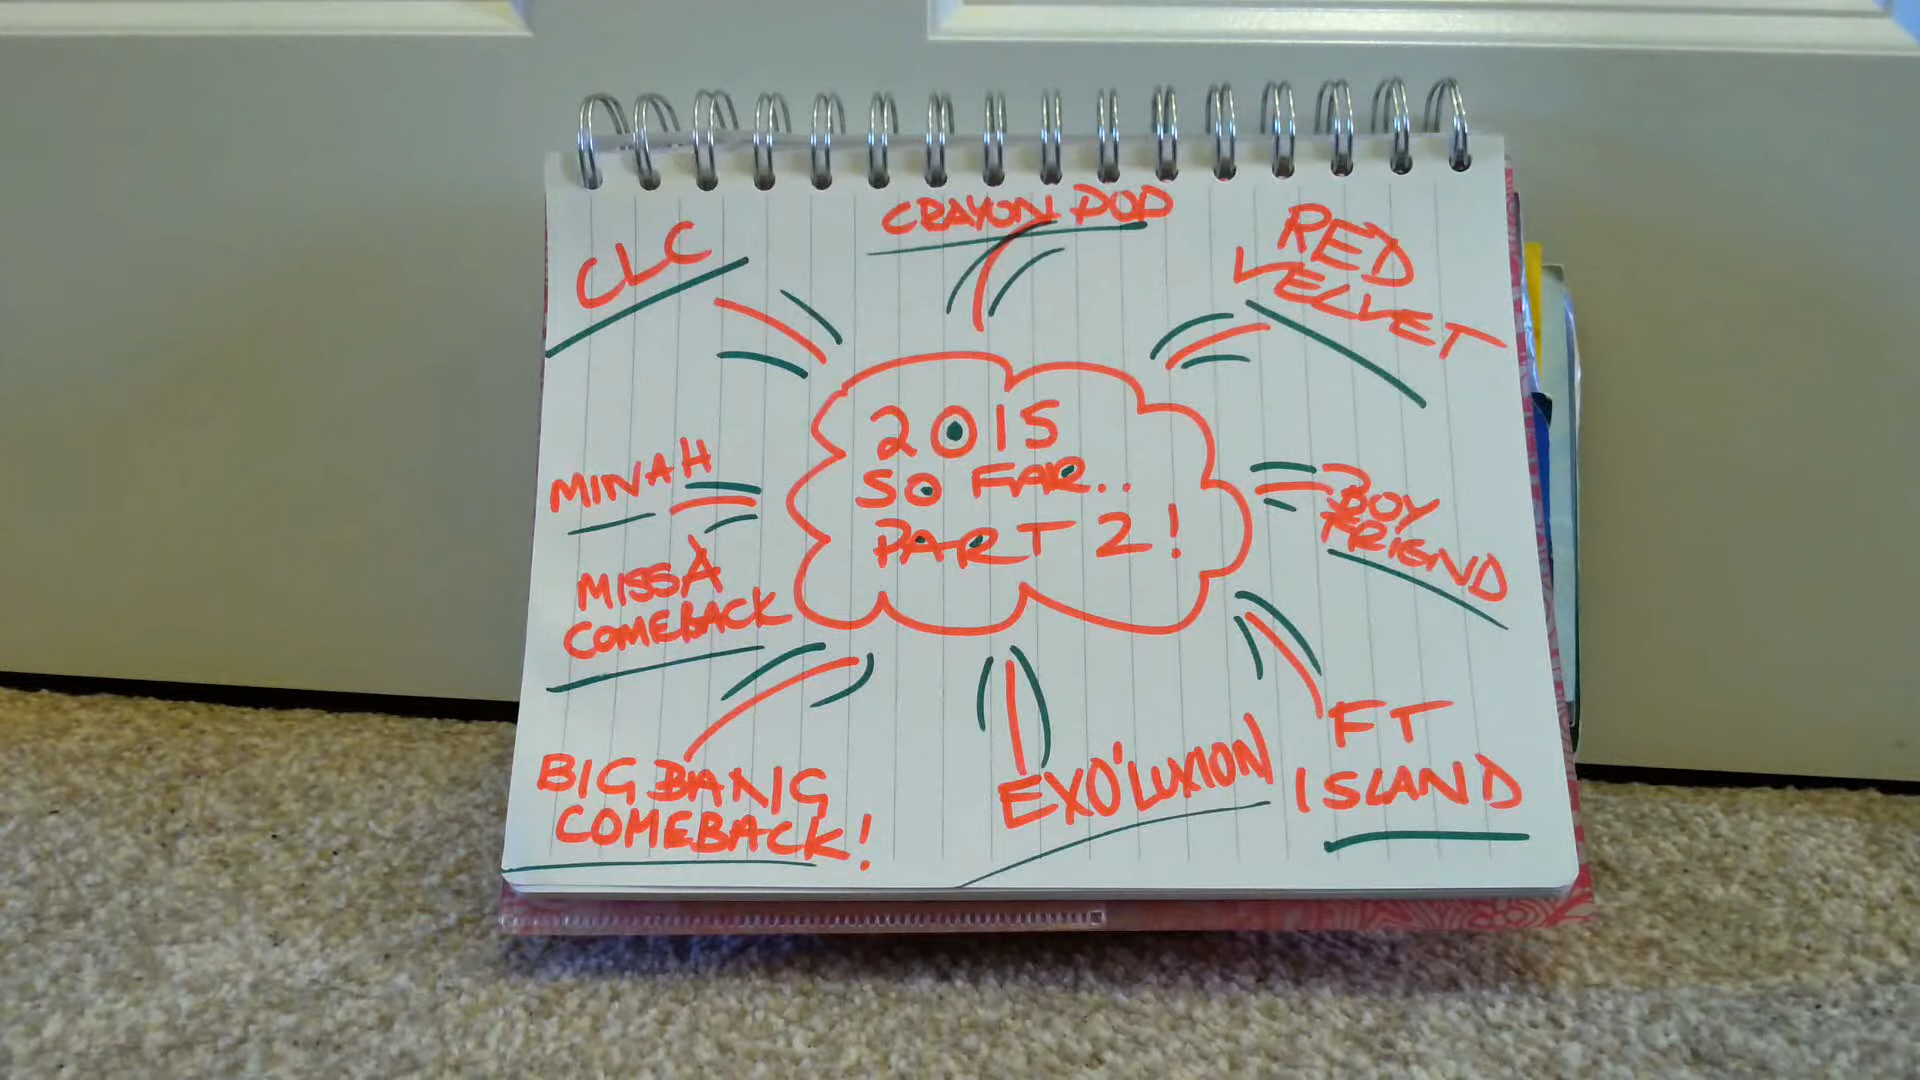 CRAYON POP
CLC
RED
VELVET
2015
SO FAR..
PART 2!
MINAH
BOY
FRIEND
MISS A
COMEBACK
FT
ISLAND
BIG BANG
COMEBACK!
EXO'LUXION